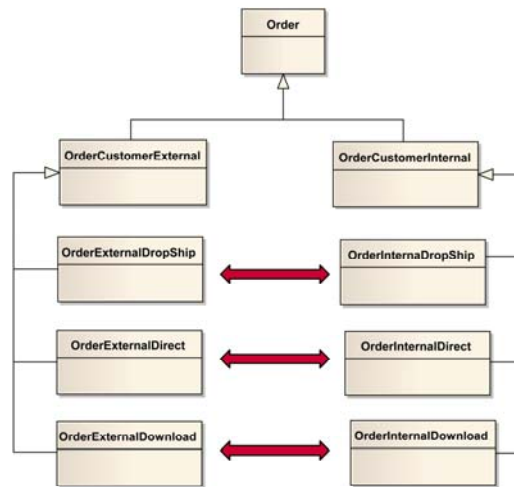 Order
OrderCustomerExternal
OrderCustomerInternal
OrderExternalDropShip
OrderInternaDropShip
OrderExternalDirect
OrderInternalDirect
OrderExternalDownload
OrderInternalDownload